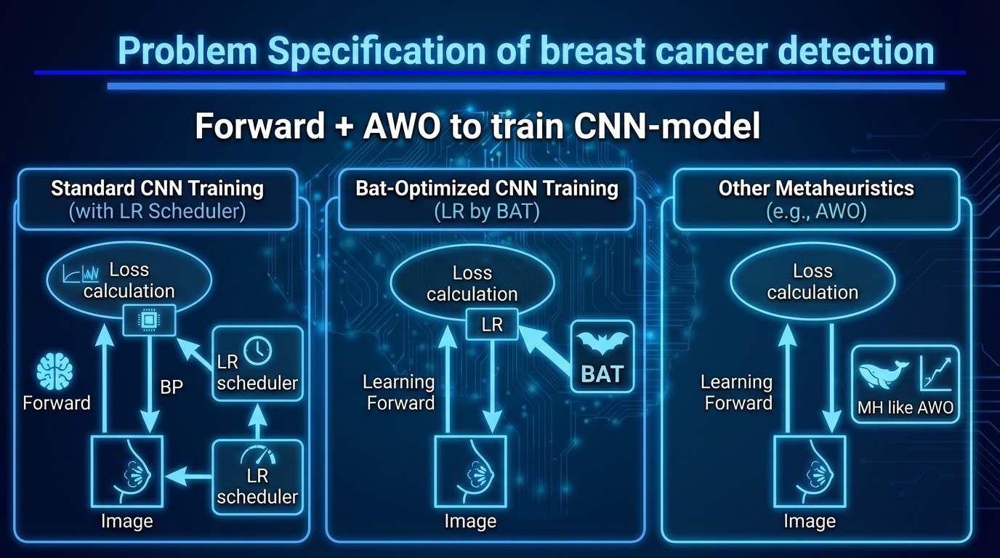 Problem Specification of breast cancer detection
Forward + AWO to train CNN-model
Standard CNN Training
(with LR Scheduler)
Loss
calculation
Forward
BP
LR
scheduler
LR
scheduler
Image
Bat-Optimized CNN Training
(LR by BAT)
Loss
calculation
LR
BAT
Learning
Forward
Image
Other Metaheuristics
(e.g., AWO)
Loss
calculation
Learning
Forward
MH like AWO
Image